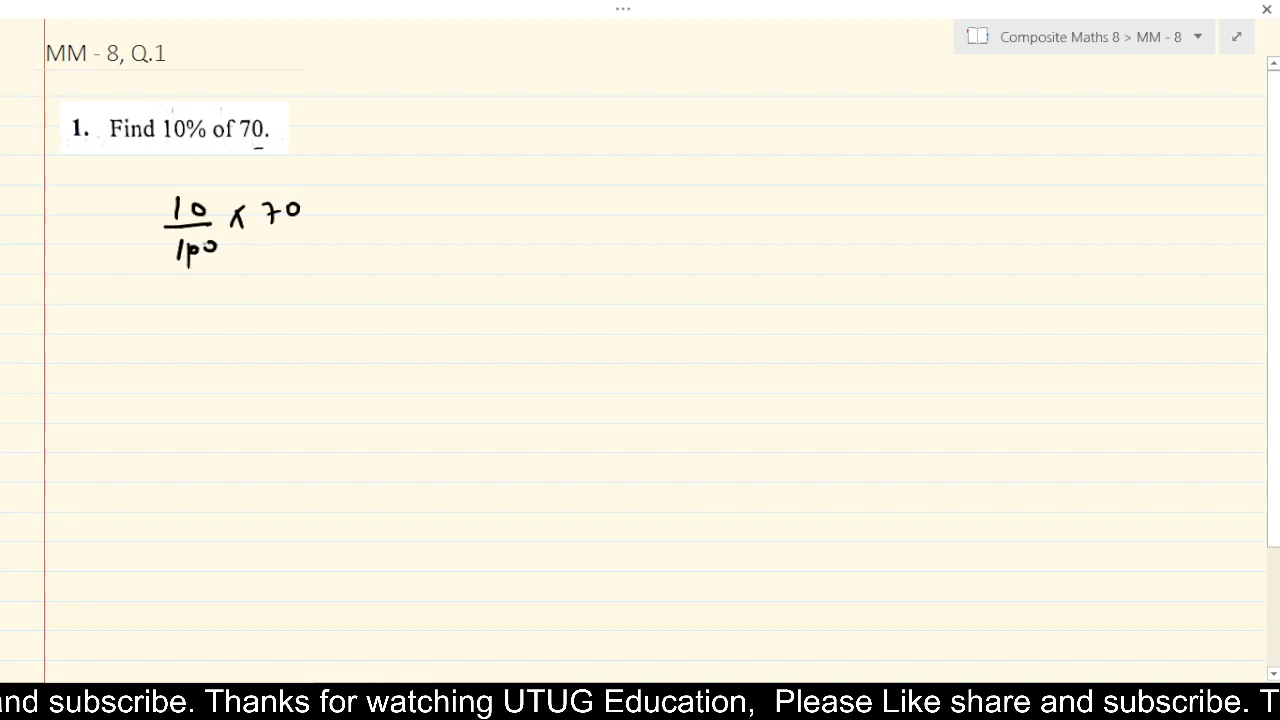 MM - 8, Q.1
Composite Maths 8 > MM - 8
1. Find 10% of 70.
10
100
× 70
and subscribe. Thanks for watching UTUG Education, Please Like share and subscribe. T